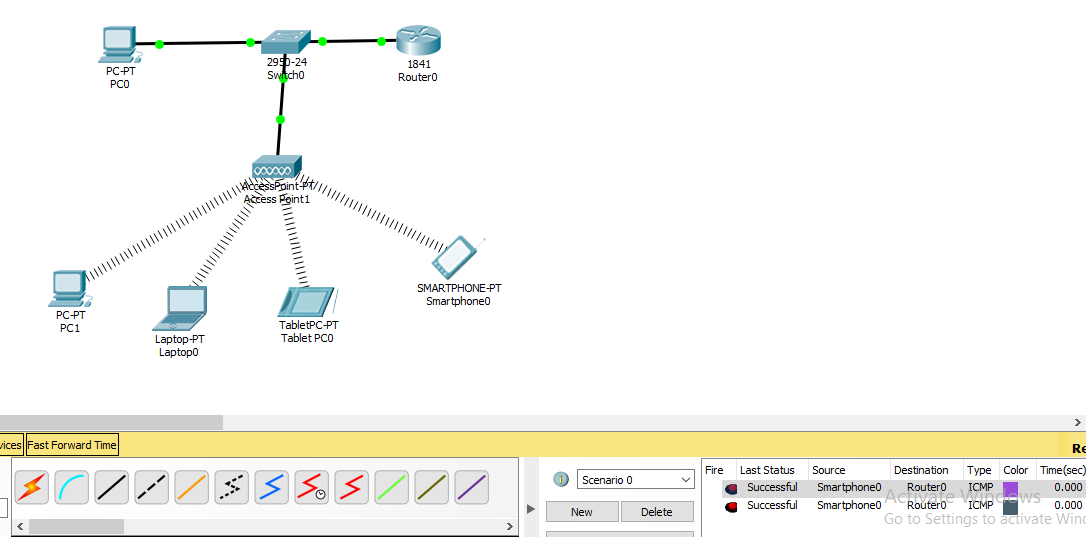 2950-24
Switch0
1841
Router0
PC-PT
PC0
AccessPoint-PT
Access Point1
PC-PT
PC1
Laptop-PT
Laptop0
TabletPC-PT
Tablet PC0
SMARTPHONE-PT
Smartphone0
vices Fast Forward Time
Re
Scenario 0
New Delete
Fire Last Status Source Destination Type Color Time(sec)
Successful Smartphone0 Router0 ICMP 0.000
Successful Smartphone0 Router0 ICMP 0.000
Activate Windows
Go to Settings to activate Win